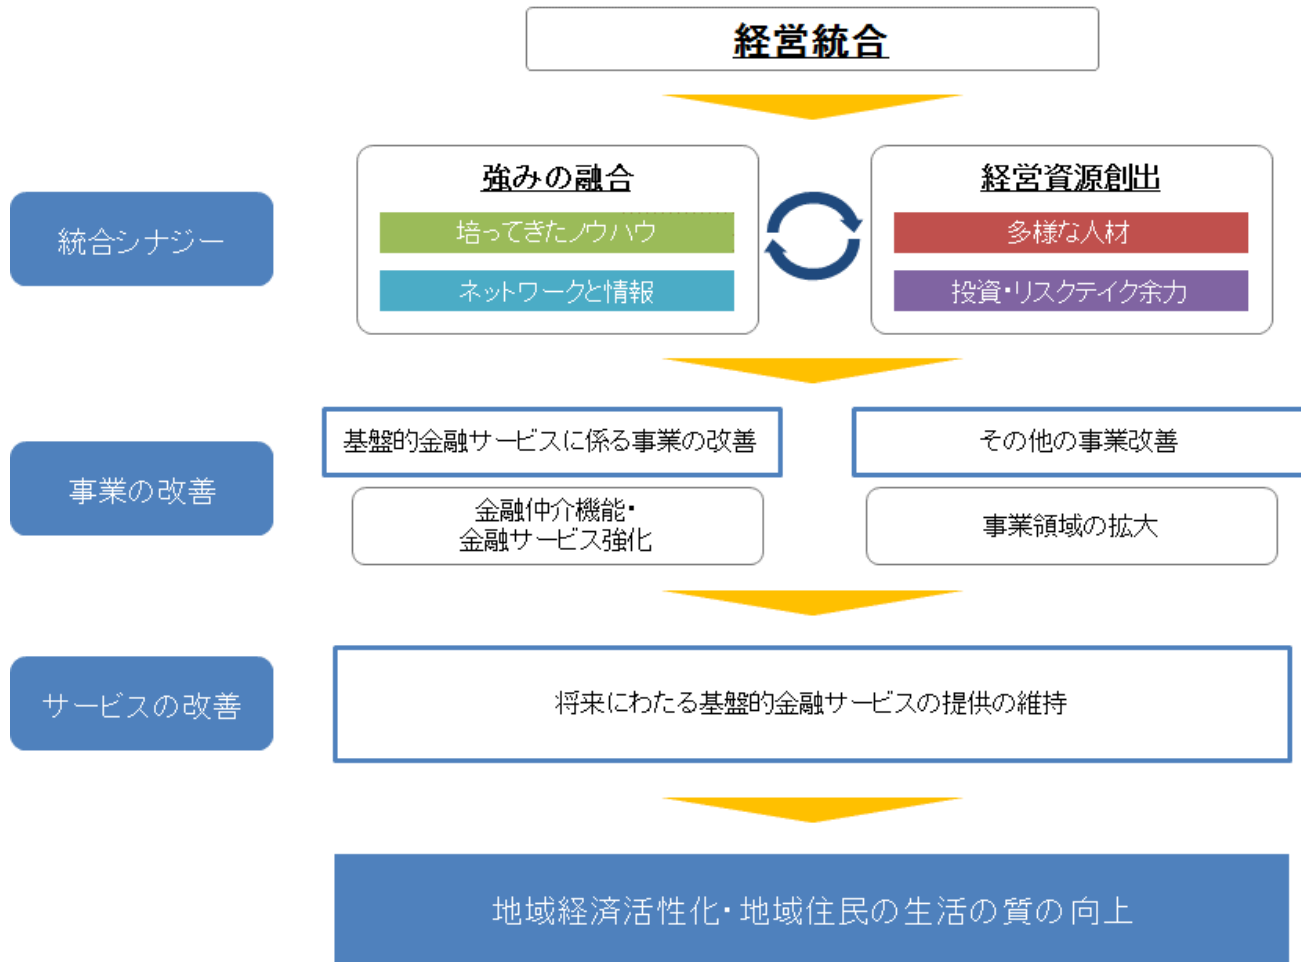 経営統合
統合シナジー
強みの融合
培ってきたノウハウ
ネットワークと情報
経営資源創出
多様な人材
投資・リスクテイク余力
事業の改善
基盤的金融サービスに係る事業の改善
金融仲介機能・
金融サービス強化
その他の事業改善
事業領域の拡大
サービスの改善
将来にわたる基盤的金融サービスの提供の維持
地域経済活性化・地域住民の生活の質の向上